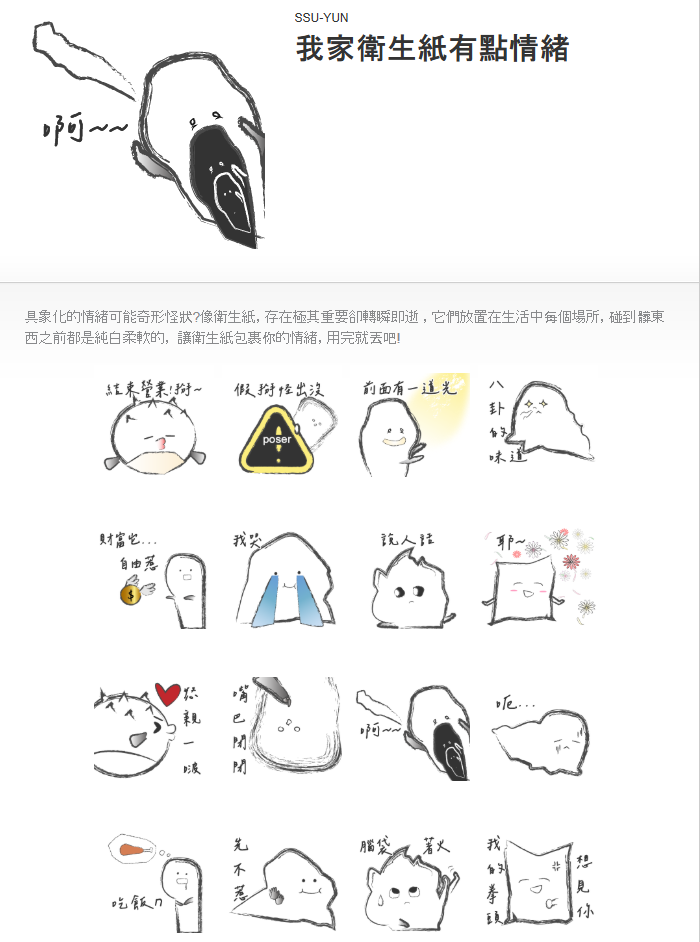 SSU-YUN
我家衛生紙有點情緒
啊~~
具象化的情緒可能奇形怪狀?像衛生紙, 存在極其重要卻轉瞬即逝 , 它們放置在生活中每個場所, 碰到髒東
西之前都是純白柔軟的, 讓衛生紙包裹你的情緒, 用完就丟吧!
結束營業!掰~
假掰怪出沒
poser
前面有一道光
八卦的味道
財富它...
自由惹
$
我哭
說人話
耶~
想親一啵
嘴巴閉閉
啊~~
呃...
吃飯ㄇ
先不惹
腦袋 著火
我的拳頭
想見你